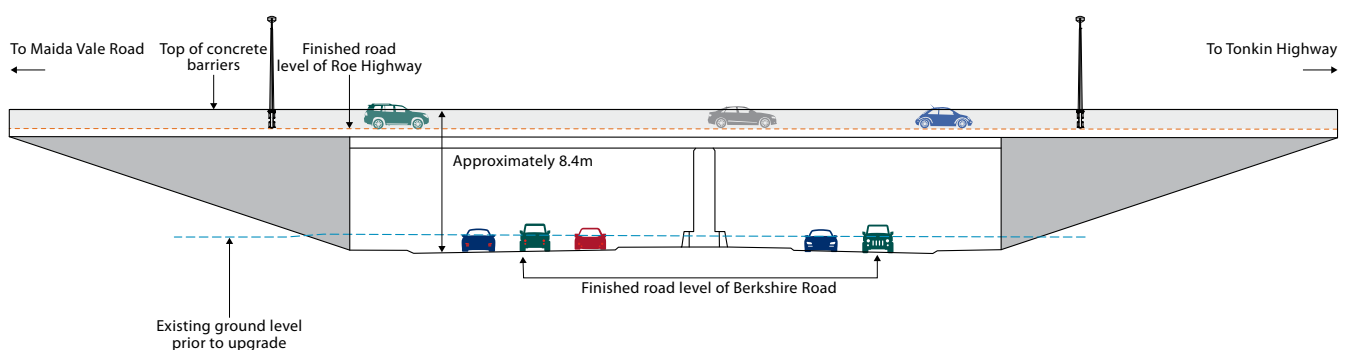 To Maida Vale Road
Top of concrete
barriers
Finished road
level of Roe Highway
To Tonkin Highway
Approximately 8.4m
Finished road level of Berkshire Road
Existing ground level
prior to upgrade